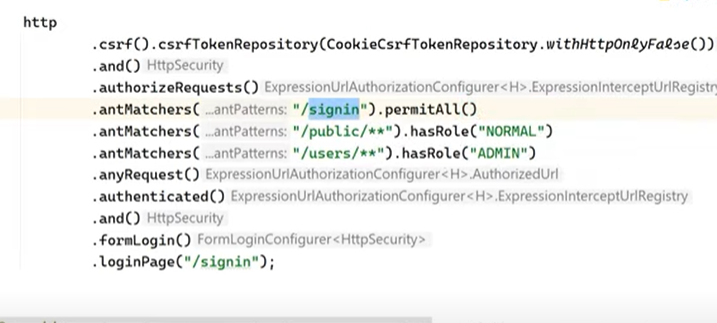 http
.csrf().csrfTokenRepository(CookieCsrfTokenRepository.withHttpOnlyFalse())
.and() HttpSecurity
.authorizeRequests() ExpressionUrlAuthorizationConfigurer<H>.ExpressionInterceptUrlRegistry
.antMatchers( ...antPatterns: "/signin").permitAll()
.antMatchers( ...antPatterns: "/public/**").hasRole("NORMAL")
.antMatchers( ...antPatterns: "/users/**").hasRole("ADMIN")
.anyRequest() ExpressionUrlAuthorizationConfigurer<H>.AuthorizedUrl
.authenticated() ExpressionUrlAuthorizationConfigurer<H>.ExpressionInterceptUrlRegistry
.and() HttpSecurity
.formLogin() FormLoginConfigurer<HttpSecurity>
.loginPage("/signin");